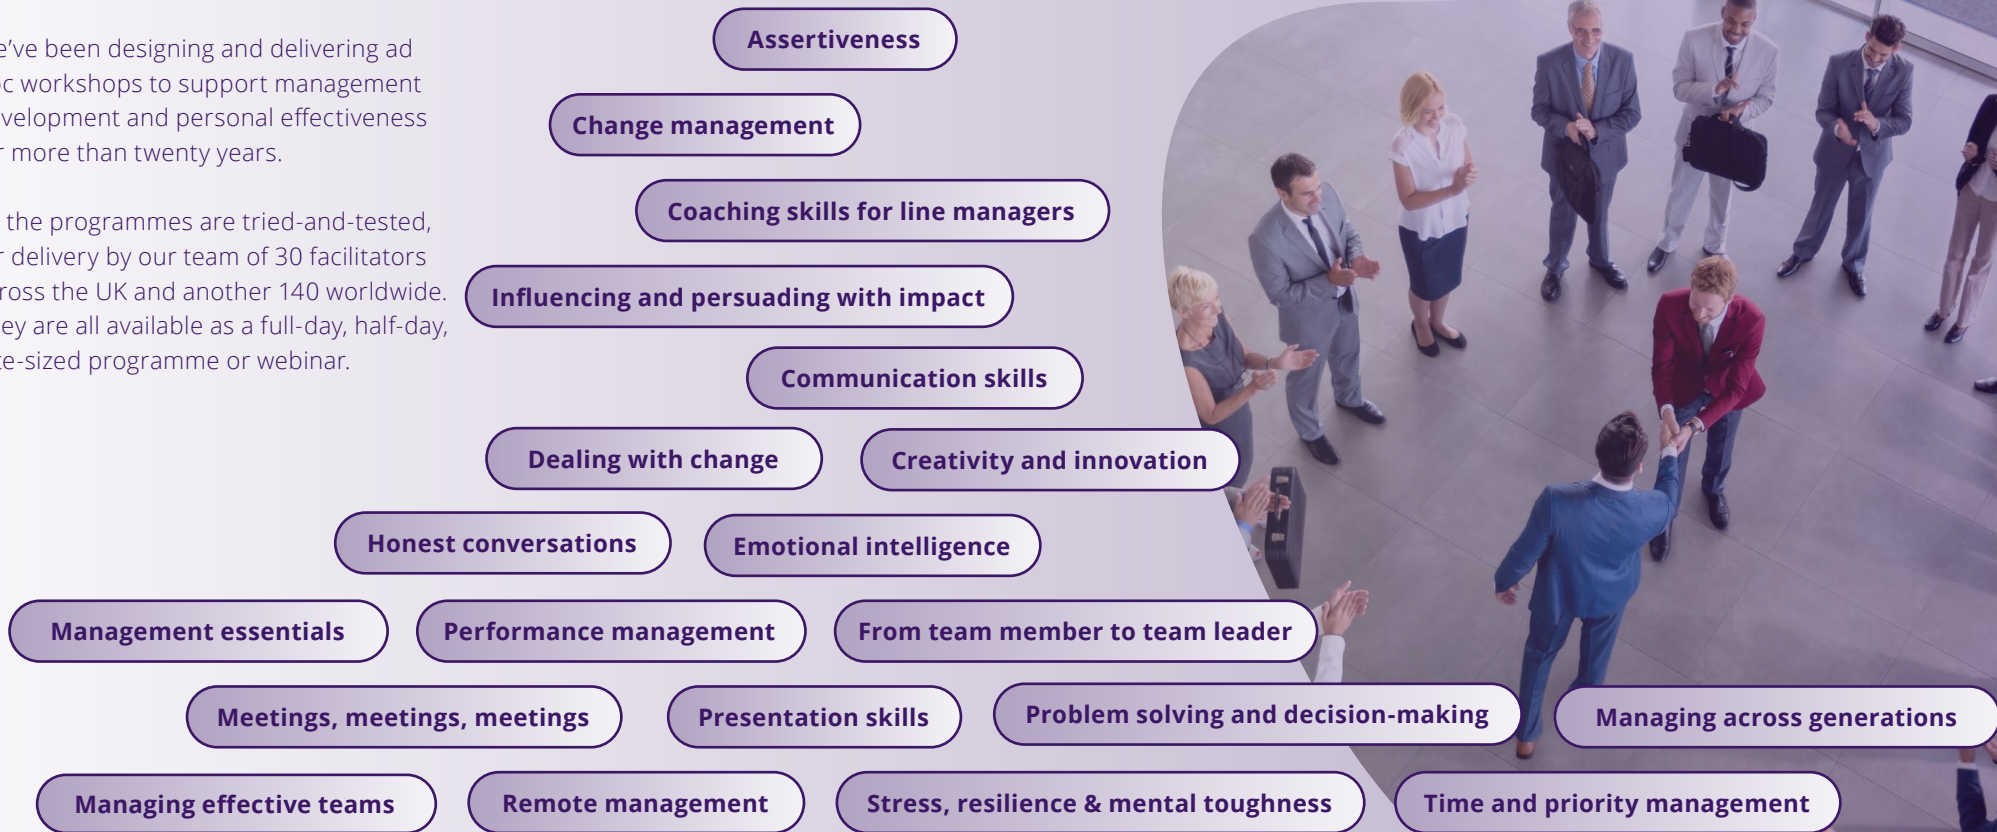 e've been designing and delivering ad
oc workshops to support management
velopment and personal effectiveness
r more than twenty years.
the programmes are tried-and-tested,
r delivery by our team of 30 facilitators
ross the UK and another 140 worldwide.
ey are all available as a full-day, half-day,
te-sized programme or webinar.
Assertiveness
Change management
Coaching skills for line managers
Influencing and persuading with impact
Communication skills
Dealing with change
Creativity and innovation
Honest conversations
Emotional intelligence
Management essentials
Performance management
From team member to team leader
Meetings, meetings, meetings
Presentation skills
Problem solving and decision-making
Managing across generations
Managing effective teams
Remote management
Stress, resilience & mental toughness
Time and priority management